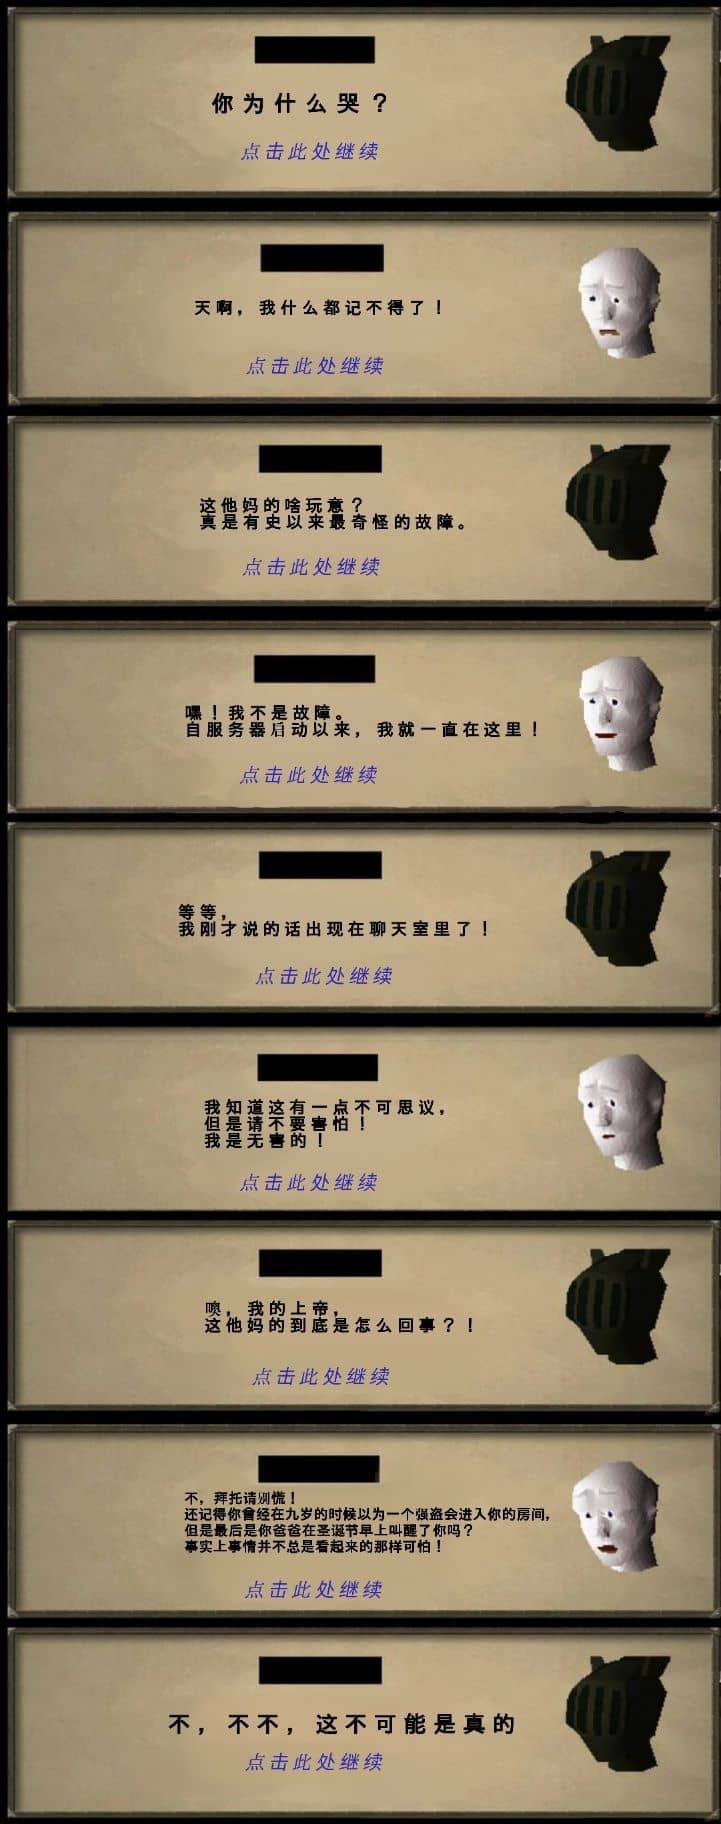 你为什么哭？
点击此处继续
天啊，我什么都记不得了！
点击此处继续
这他妈的啥玩意？
真是有史以来最奇怪的故障。
点击此处继续
嘿！我不是故障。
自服务器启动以来，我就一直在这里！
点击此处继续
等等，
我刚才说的话出现在聊天室里了！
点击此处继续
我知道这有一点不可思议，
但是请不要害怕！
我是无害的！
点击此处继续
噢，我的上帝，
这他妈的到底是怎么回事？！
点击此处继续
不，拜托请别慌！
还记得你曾经在九岁的时候以为一个强盗会进入你的房间，
但是最后是你爸爸在圣诞节早上叫醒了你吗？
事实上事情并不总是看起来的那样可怕！
点击此处继续
不，不不，这不可能是真的
点击此处继续